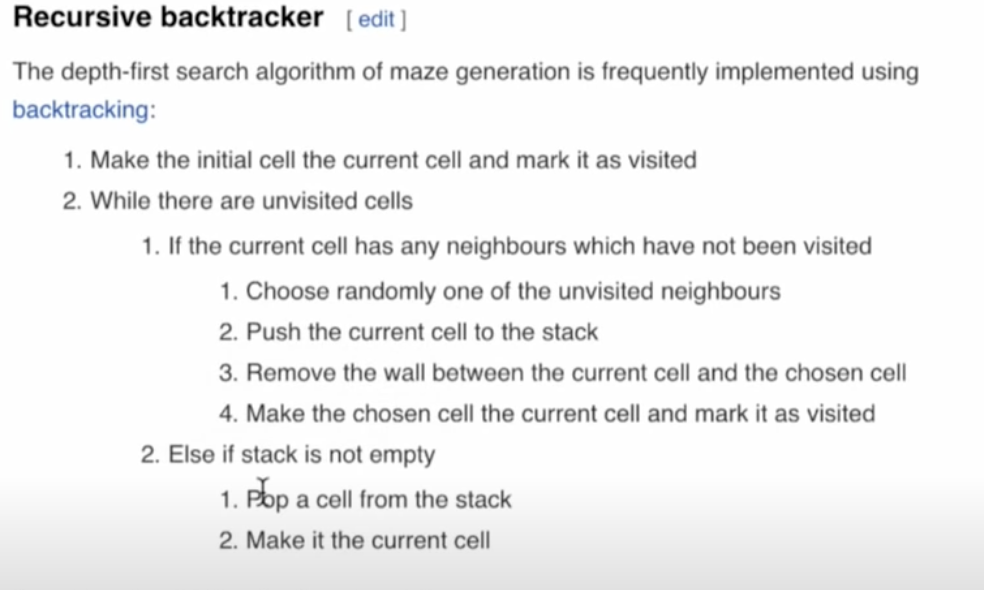 Recursive backtracker [ edit ]
The depth-first search algorithm of maze generation is frequently implemented using
backtracking:
1. Make the initial cell the current cell and mark it as visited
2. While there are unvisited cells
1. If the current cell has any neighbours which have not been visited
1. Choose randomly one of the unvisited neighbours
2. Push the current cell to the stack
3. Remove the wall between the current cell and the chosen cell
4. Make the chosen cell the current cell and mark it as visited
2. Else if stack is not empty
1. Pop a cell from the stack
2. Make it the current cell